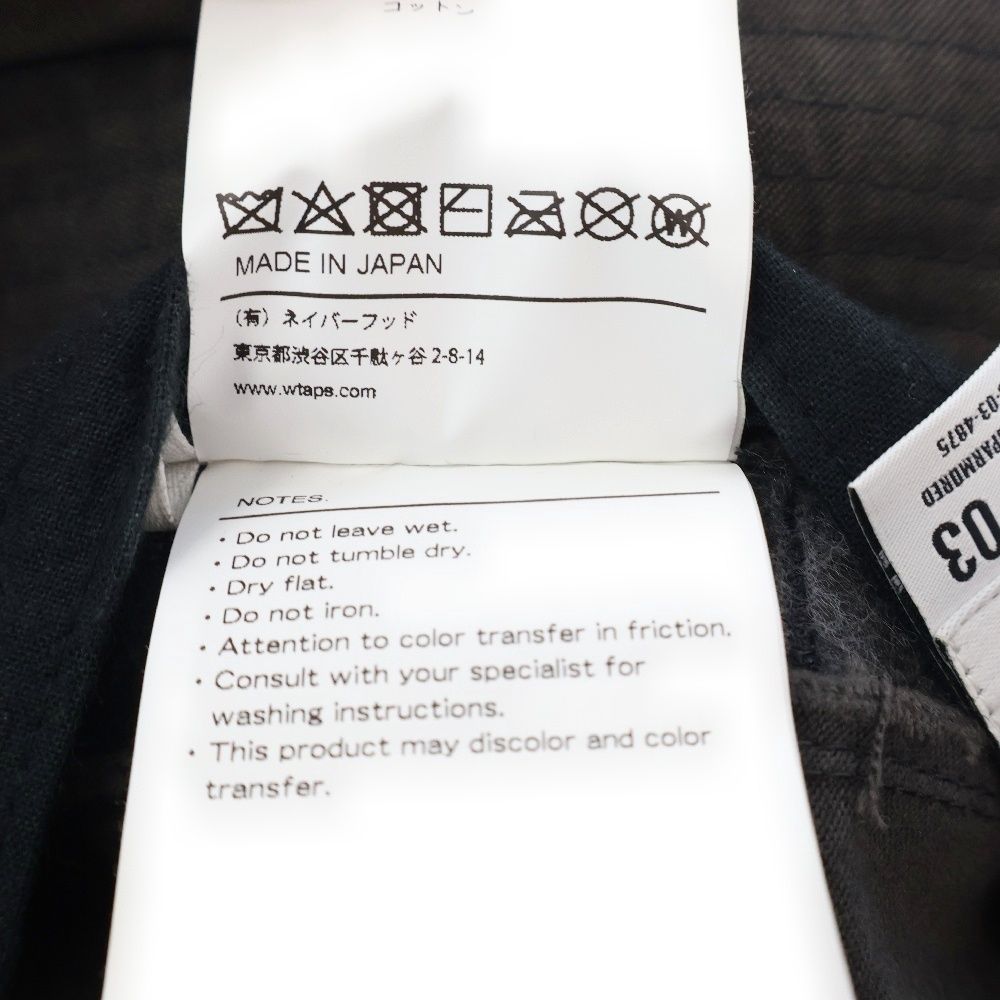 コットン
W
MADE IN JAPAN
(有) ネイバーフッド
東京都渋谷区千駄ヶ谷 2-8-14
www.wtaps.com
NOTES.
・Do not leave wet.
・Do not tumble dry.
・Dry flat.
・Do not iron.
・Attention to color transfer in friction.
・Consult with your specialist for
washing instructions.
・This product may discolor and color
transfer.
03
PARMORED
-03-4875